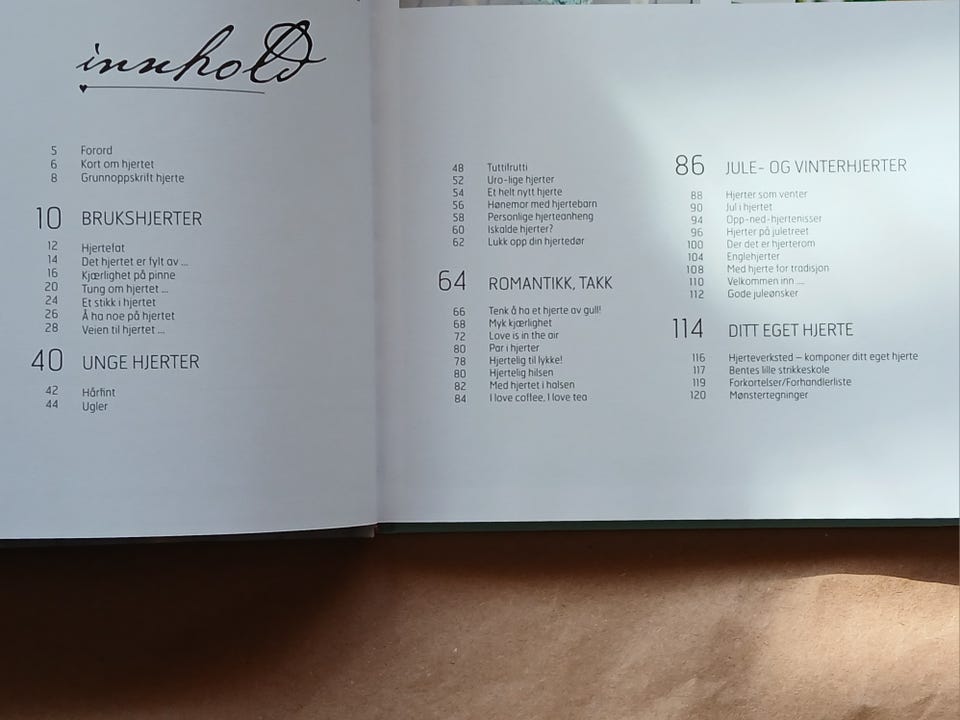 innhold
5 Forord
6 Kort om hjertet
8 Grunnoppskrift hjerte
10 BRUKSHJERTER
12 Hjertefat
14 Det hjertet er fylt av ...
16 Kjærlighet på pinne
20 Tung om hjertet ...
24 Et stikk i hjertet
26 Å ha noe på hjertet
28 Veien til hjertet ...
40 UNGE HJERTER
42 Hårfint
44 Ugler
48 Tuttifrutti
52 Uro-lige hjerter
54 Et helt nytt hjerte
56 Hønemor med hjertebarn
58 Personlige hjerteanheng
60 Iskalde hjerter?
62 Lukk opp din hjertedør
64 ROMANTIKK, TAKK
66 Tenk å ha et hjerte av gull!
68 Myk kjærlighet
72 Love is in the air
80 Par i hjerter
78 Hjertelig til lykke!
80 Hjertelig hilsen
82 Med hjertet i halsen
84 I love coffee, I love tea
86 JULE- OG VINTERHJERTER
88 Hjerter som venter
90 Jul i hjertet
94 Opp-ned-hjertenisser
96 Hjerter på juletreet
100 Der det er hjerterom
104 Englehjerter
108 Med hjerte for tradisjon
110 Velkommen inn ...
112 Gode juleønsker
114 DITT EGET HJERTE
116 Hjerteverksted – komponer ditt eget hjerte
117 Bentes lille strikkeskole
119 Forkortelser/Forhandlerliste
120 Mønstertegninger